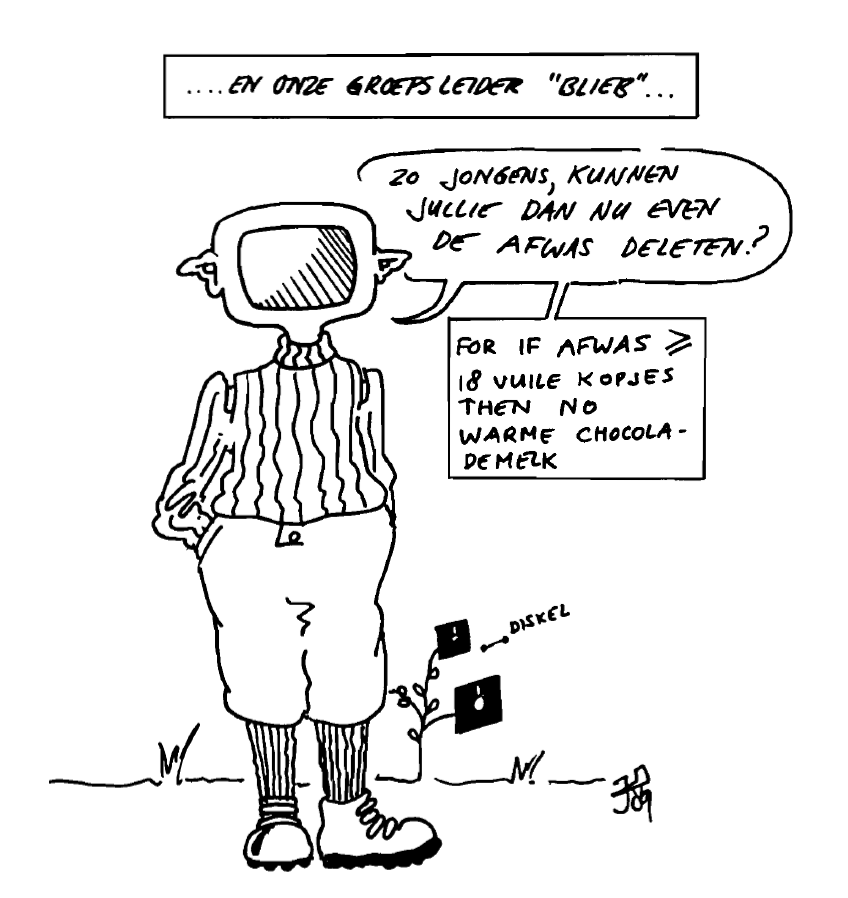 ....EN ONZE GROEPSLEIDER "BLIEB"...
ZO JONGENS, KUNNEN
JULLIE DAN NU EVEN
DE AFWAS DELETEN.?
FOR IF AFWAS ≥
18 VUILE KOPJES
THEN NO
WARME CHOCOLA-
DEMELK
DISKEL